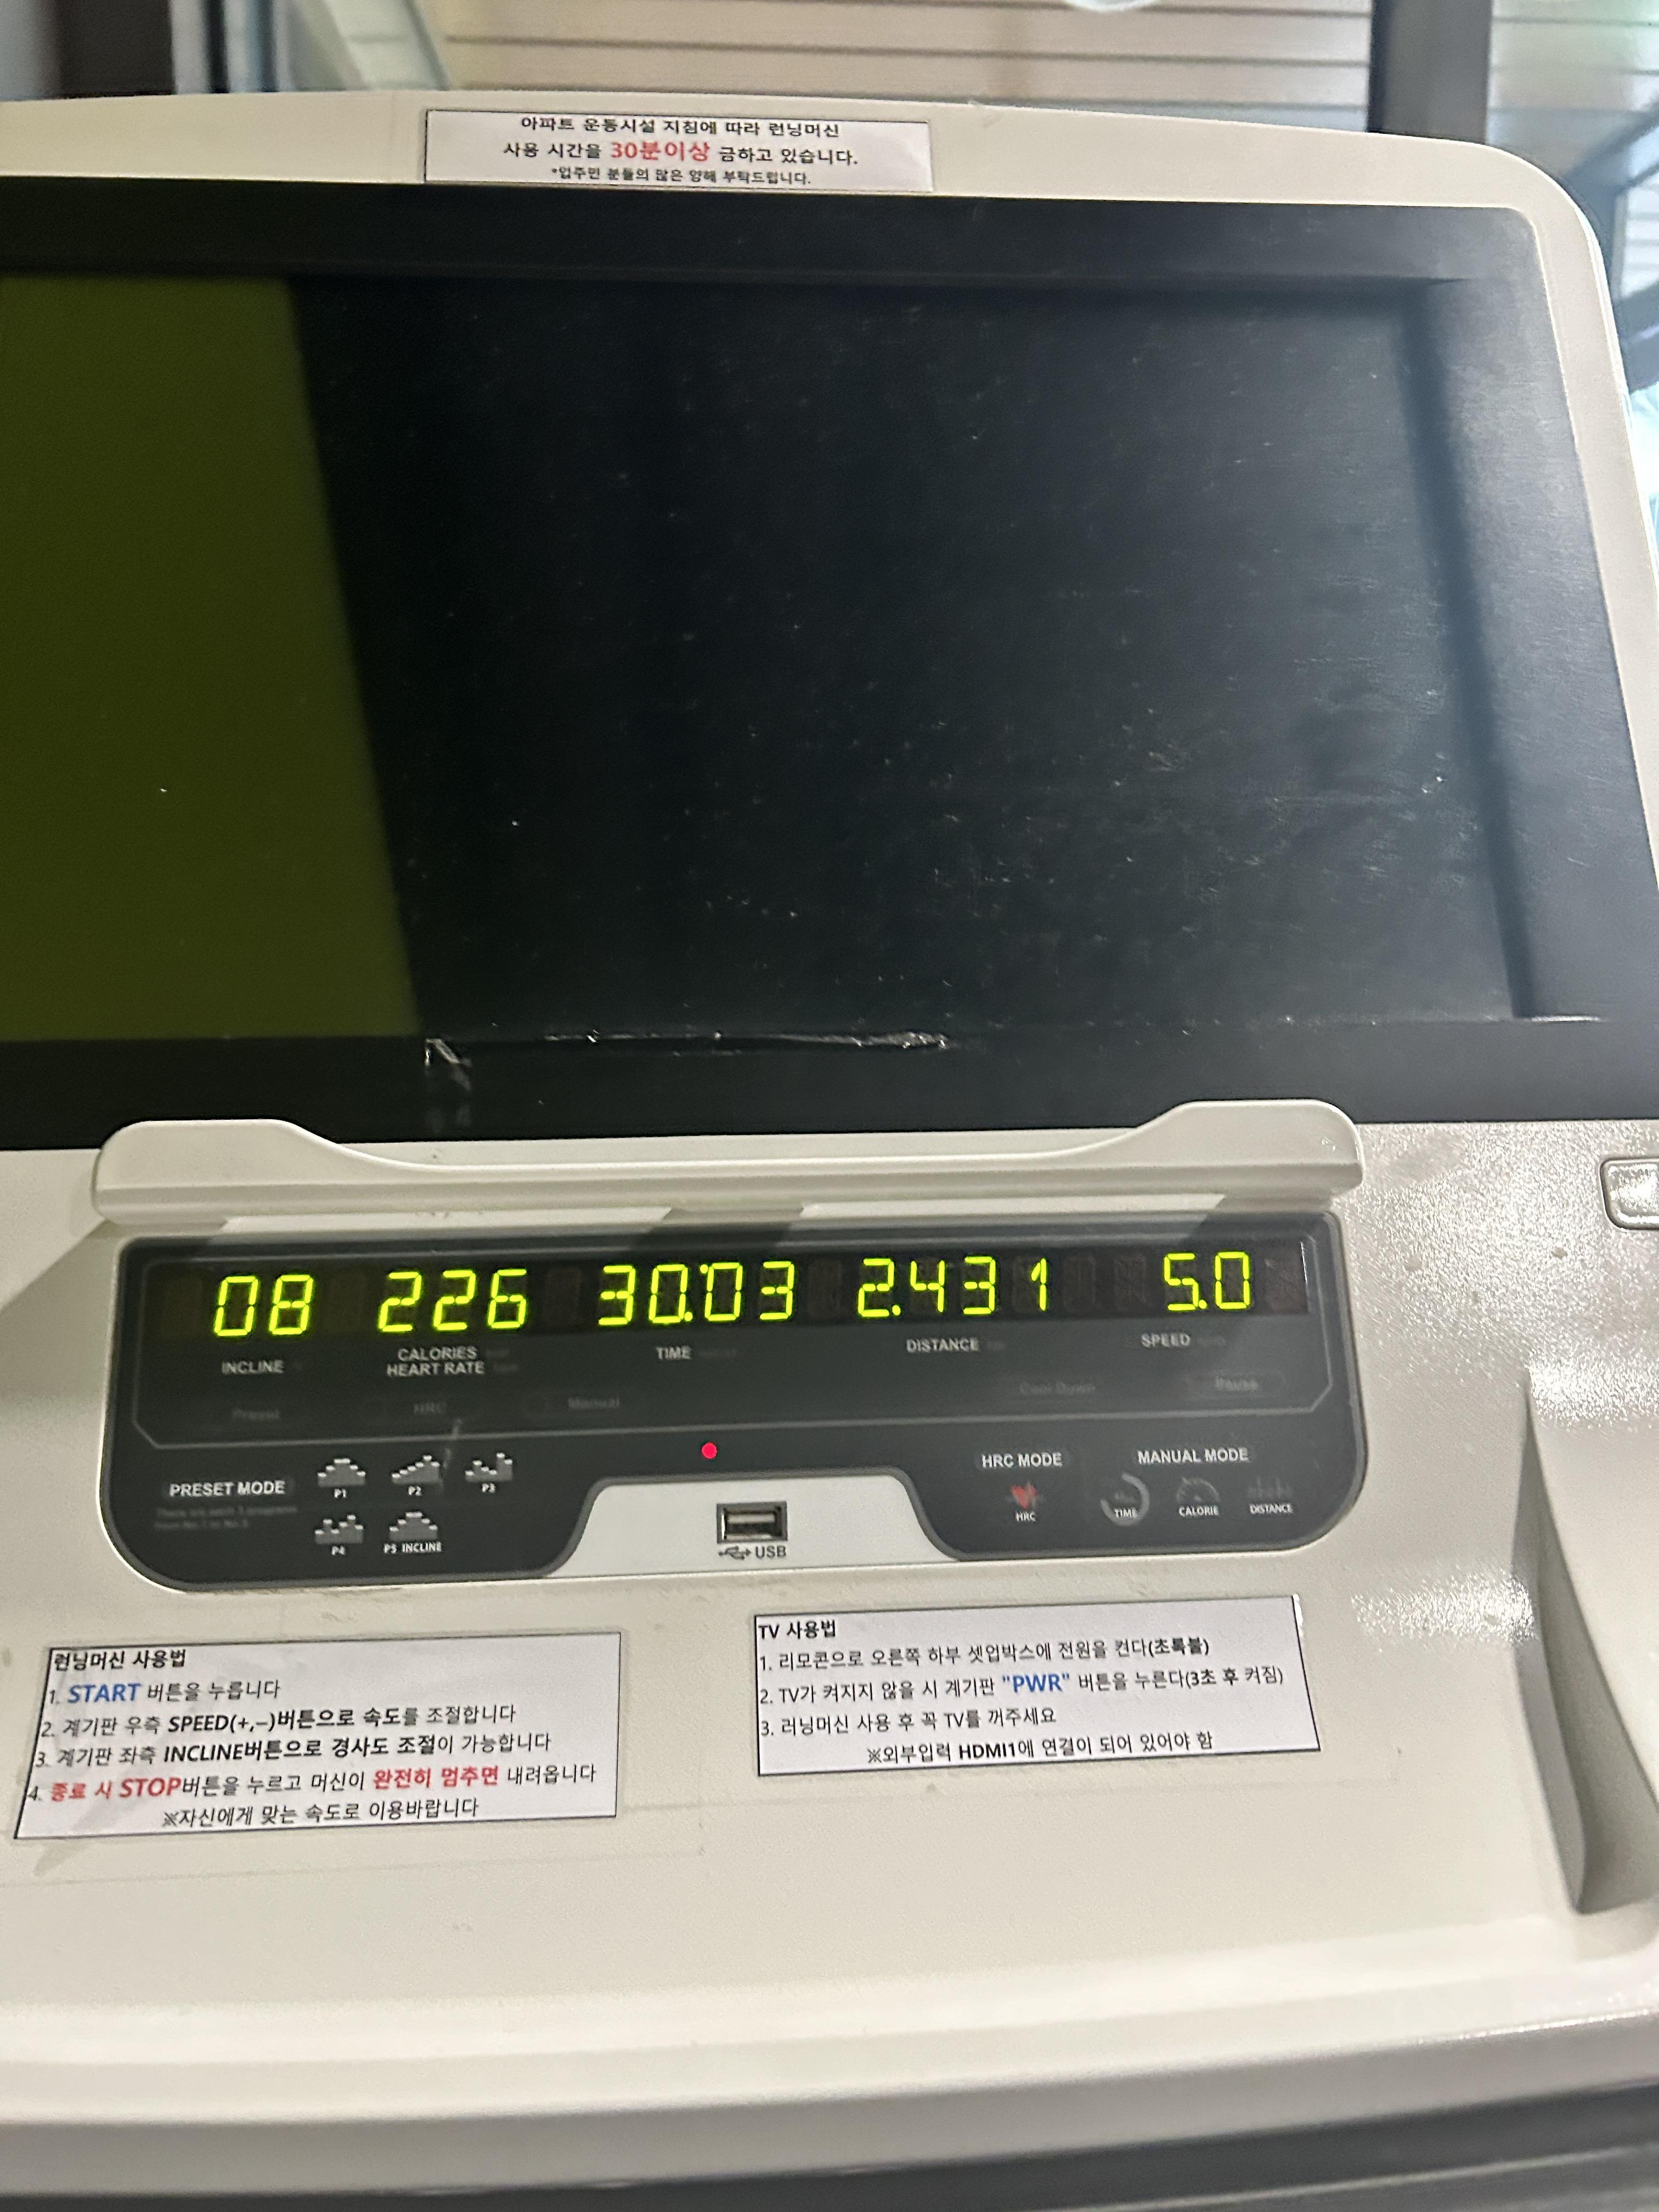 아파트 운동시설 지침에 따라 런닝머신
사용 시간을 30분이상 금하고 있습니다.
*입주민 분들의 많은 양해 부탁드립니다.
08 226 30:03 2.431 5.0
INCLINE CALORIES HEART RATE TIME DISTANCE SPEED
Preset HRC Manual Cool Down Pause
PRESET MODE
P1 P2 P3
P4 P5 INCLINE
USB
HRC MODE
HRC
MANUAL MODE
TIME CALORIE DISTANCE
런닝머신 사용법
1. START 버튼을 누릅니다
2. 계기판 우측 SPEED(+,–)버튼으로 속도를 조절합니다
3. 계기판 좌측 INCLINE버튼으로 경사도 조절이 가능합니다
4. 종료 시 STOP버튼을 누르고 머신이 완전히 멈추면 내려옵니다
※자신에게 맞는 속도로 이용바랍니다
TV 사용법
1. 리모콘으로 오른쪽 하부 셋업박스에 전원을 켠다(초록불)
2. TV가 켜지지 않을 시 계기판 "PWR" 버튼을 누른다(3초 후 켜짐)
3. 러닝머신 사용 후 꼭 TV를 꺼주세요
※외부입력 HDMI1에 연결이 되어 있어야 함